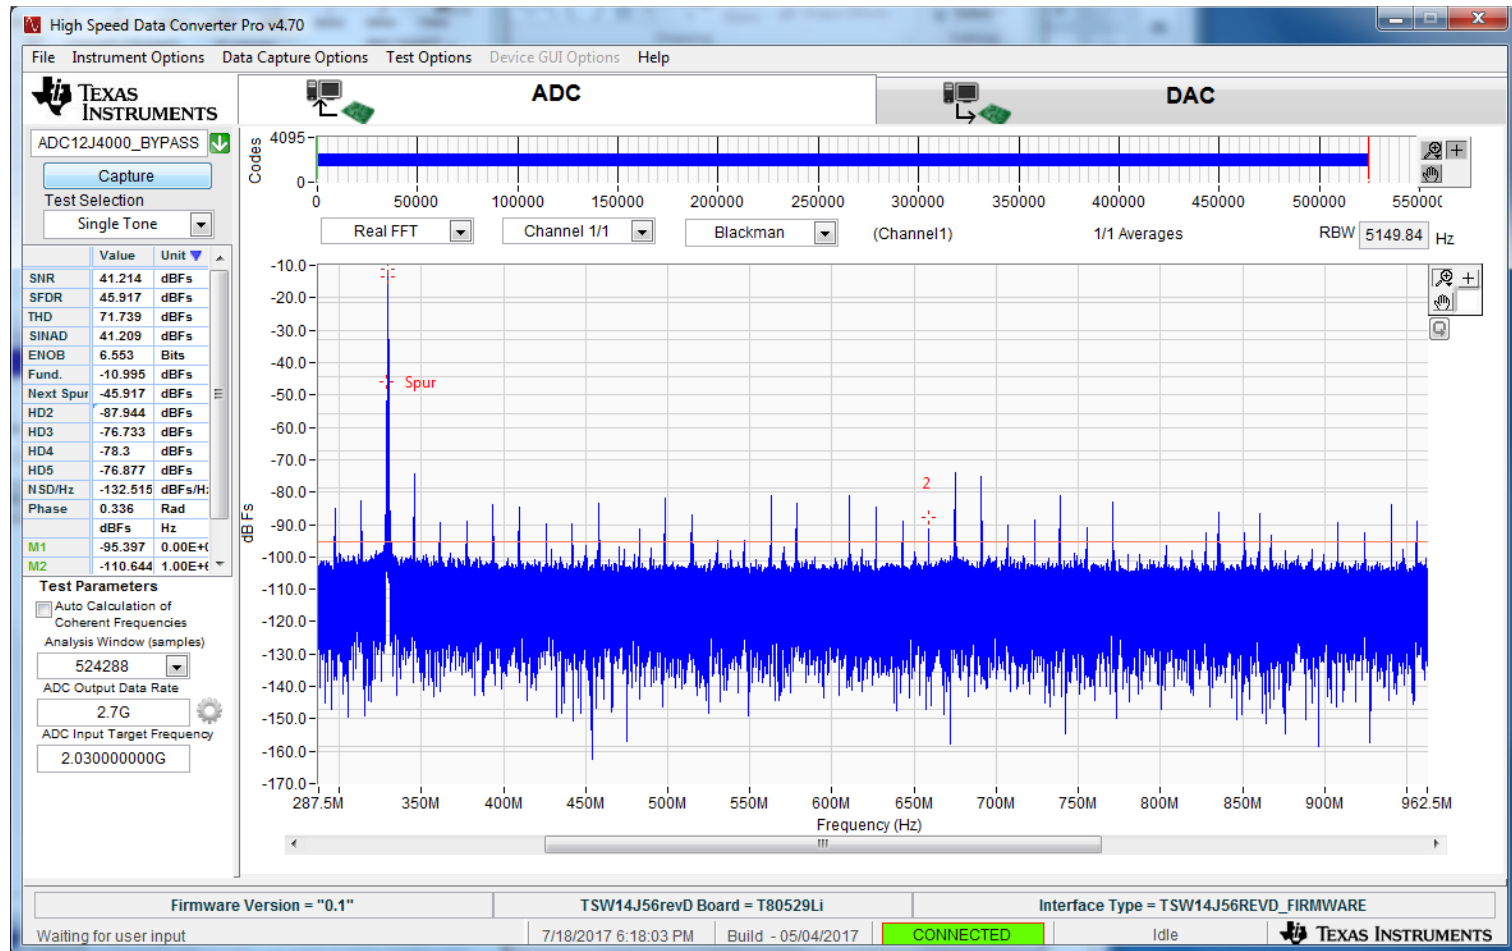 High Speed Data Converter Pro v4.70
File Instrument Options Data Capture Options Test Options Device GUI Options Help
TEXAS INSTRUMENTS
ADC
DAC
ADC12J4000_BYPASS
Capture
Test Selection
Single Tone
Codes
4095
0
0 50000 100000 150000 200000 250000 300000 350000 400000 450000 500000
Real FFT Channel 1/1 Blackman (Channel1) 1/1 Averages RBW 5149.84 Hz
Value Unit
SNR 41.214 dBFs
SFDR 45.917 dBFs
THD 71.739 dBFs
SINAD 41.209 dBFs
ENOB 6.553 Bits
Fund. -10.995 dBFs
Next Spur -45.917 dBFs
HD2 -87.944 dBFs
HD3 -76.733 dBFs
HD4 -78.3 dBFs
HD5 -76.877 dBFs
NSD/Hz -132.515 dBFs/H
Phase 0.336 Rad
dBFs Hz
M1 -95.397 0.00E+
M2 -110.644 1.00E+
Test Parameters
Auto Calculation of
Coherent Frequencies
Analysis Window (samples)
524288
ADC Output Data Rate
2.7G
ADC Input Target Frequency
2.030000000G
dBFs
-10.0
-20.0
-30.0
-40.0
-50.0
-60.0
-70.0
-80.0
-90.0
-100.0
-110.0
-120.0
-130.0
-140.0
-150.0
-160.0
-170.0
Spur
2
287.5M 350M 400M 450M 500M 550M 600M 650M 700M 750M 800M 850M 900M 962.5M
Frequency (Hz)
Firmware Version = "0.1" TSW14J56revD Board = T80529Li Interface Type = TSW14J56REVD_FIRMWARE
Waiting for user input 7/18/2017 6:18:03 PM Build - 05/04/2017 CONNECTED Idle TEXAS INSTRUMENTS